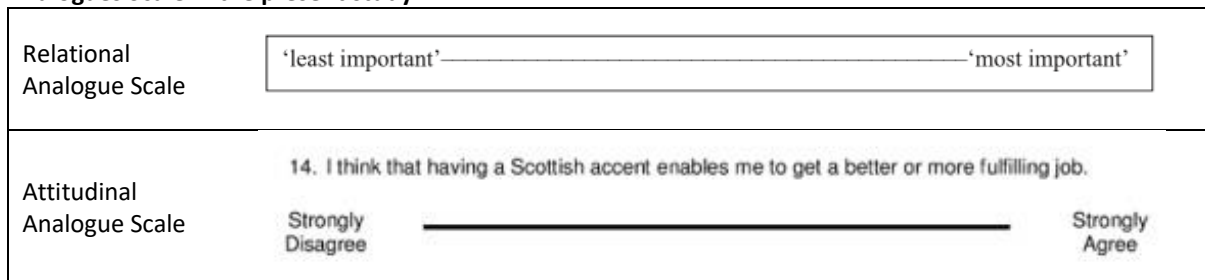 Relational
Analogue Scale
‘least important’————————————————————‘most important’
Attitudinal
Analogue Scale
14. I think that having a Scottish accent enables me to get a better or more fulfilling job.
Strongly
Disagree
Strongly
Agree